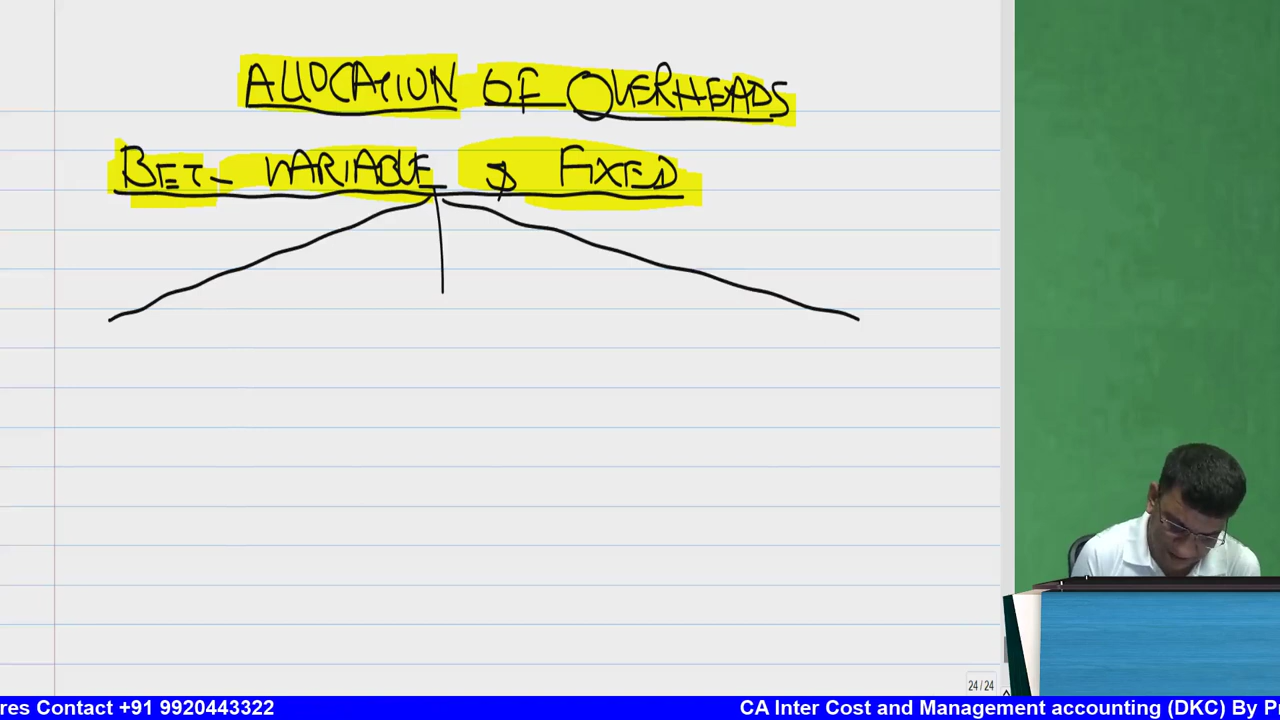 ALLOCATION OF OVERHEADS
BET- VARIABLE & FIXED
24 / 24
res Contact +91 9920443322
CA Inter Cost and Management accounting (DKC) By P